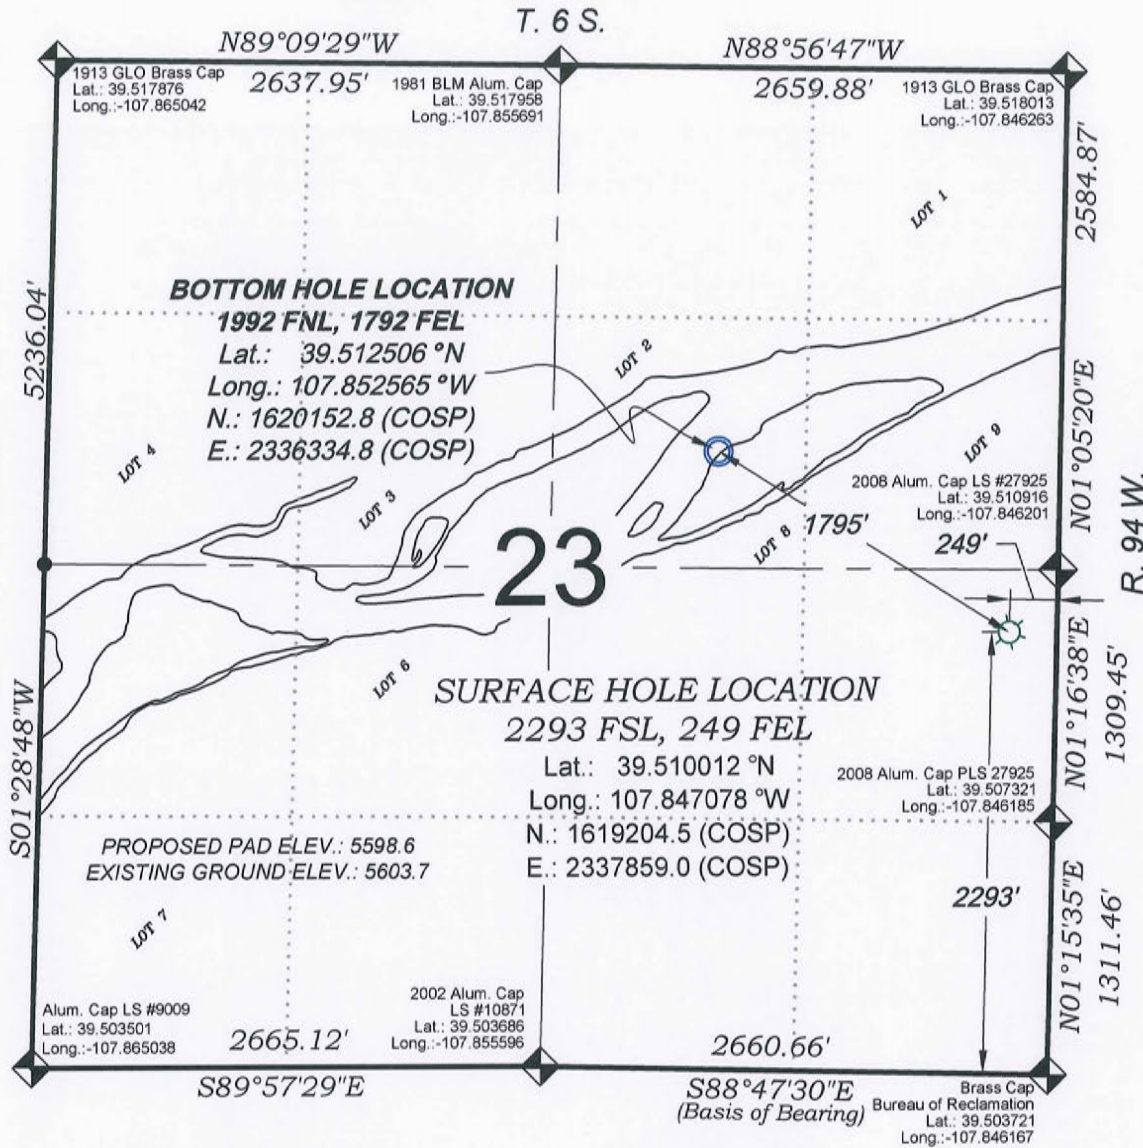 T. 6 S.
N89°09'29"W
N88°56'47"W
1913 GLO Brass Cap
Lat.: 39.517876
Long.:-107.865042
2637.95'
1981 BLM Alum. Cap
Lat.: 39.517958
Long.:-107.855691
2659.88'
1913 GLO Brass Cap
Lat.: 39.518013
Long.:-107.846263
2584.87'
LOT 1
BOTTOM HOLE LOCATION
1992 FNL, 1792 FEL
Lat.: 39.512506 °N
Long.: 107.852565 °W
N.: 1620152.8 (COSP)
E.: 2336334.8 (COSP)
5236.04'
LOT 2
LOT 4
LOT 3
LOT 9
N01°05'20"E
2008 Alum. Cap LS #27925
Lat.: 39.510916
Long.:-107.846201
R. 94 W.
1795'
LOT 8
249'
23
LOT 6
SURFACE HOLE LOCATION
2293 FSL, 249 FEL
Lat.: 39.510012 °N
Long.: 107.847078 °W
N.: 1619204.5 (COSP)
E.: 2337859.0 (COSP)
N01°16'38"E
1309.45'
2008 Alum. Cap PLS 27925
Lat.: 39.507321
Long.:-107.846185
S01°28'48"W
PROPOSED PAD ELEV.: 5598.6
EXISTING GROUND ELEV.: 5603.7
2293'
LOT 7
N01°15'35"E
1311.46'
Alum. Cap LS #9009
Lat.: 39.503501
Long.:-107.865038
2665.12'
2002 Alum. Cap
LS #10871
Lat.: 39.503686
Long.:-107.855596
2660.66'
S89°57'29"E
S88°47'30"E
(Basis of Bearing)
Brass Cap
Bureau of Reclamation
Lat.: 39.503721
Long.:-107.846167